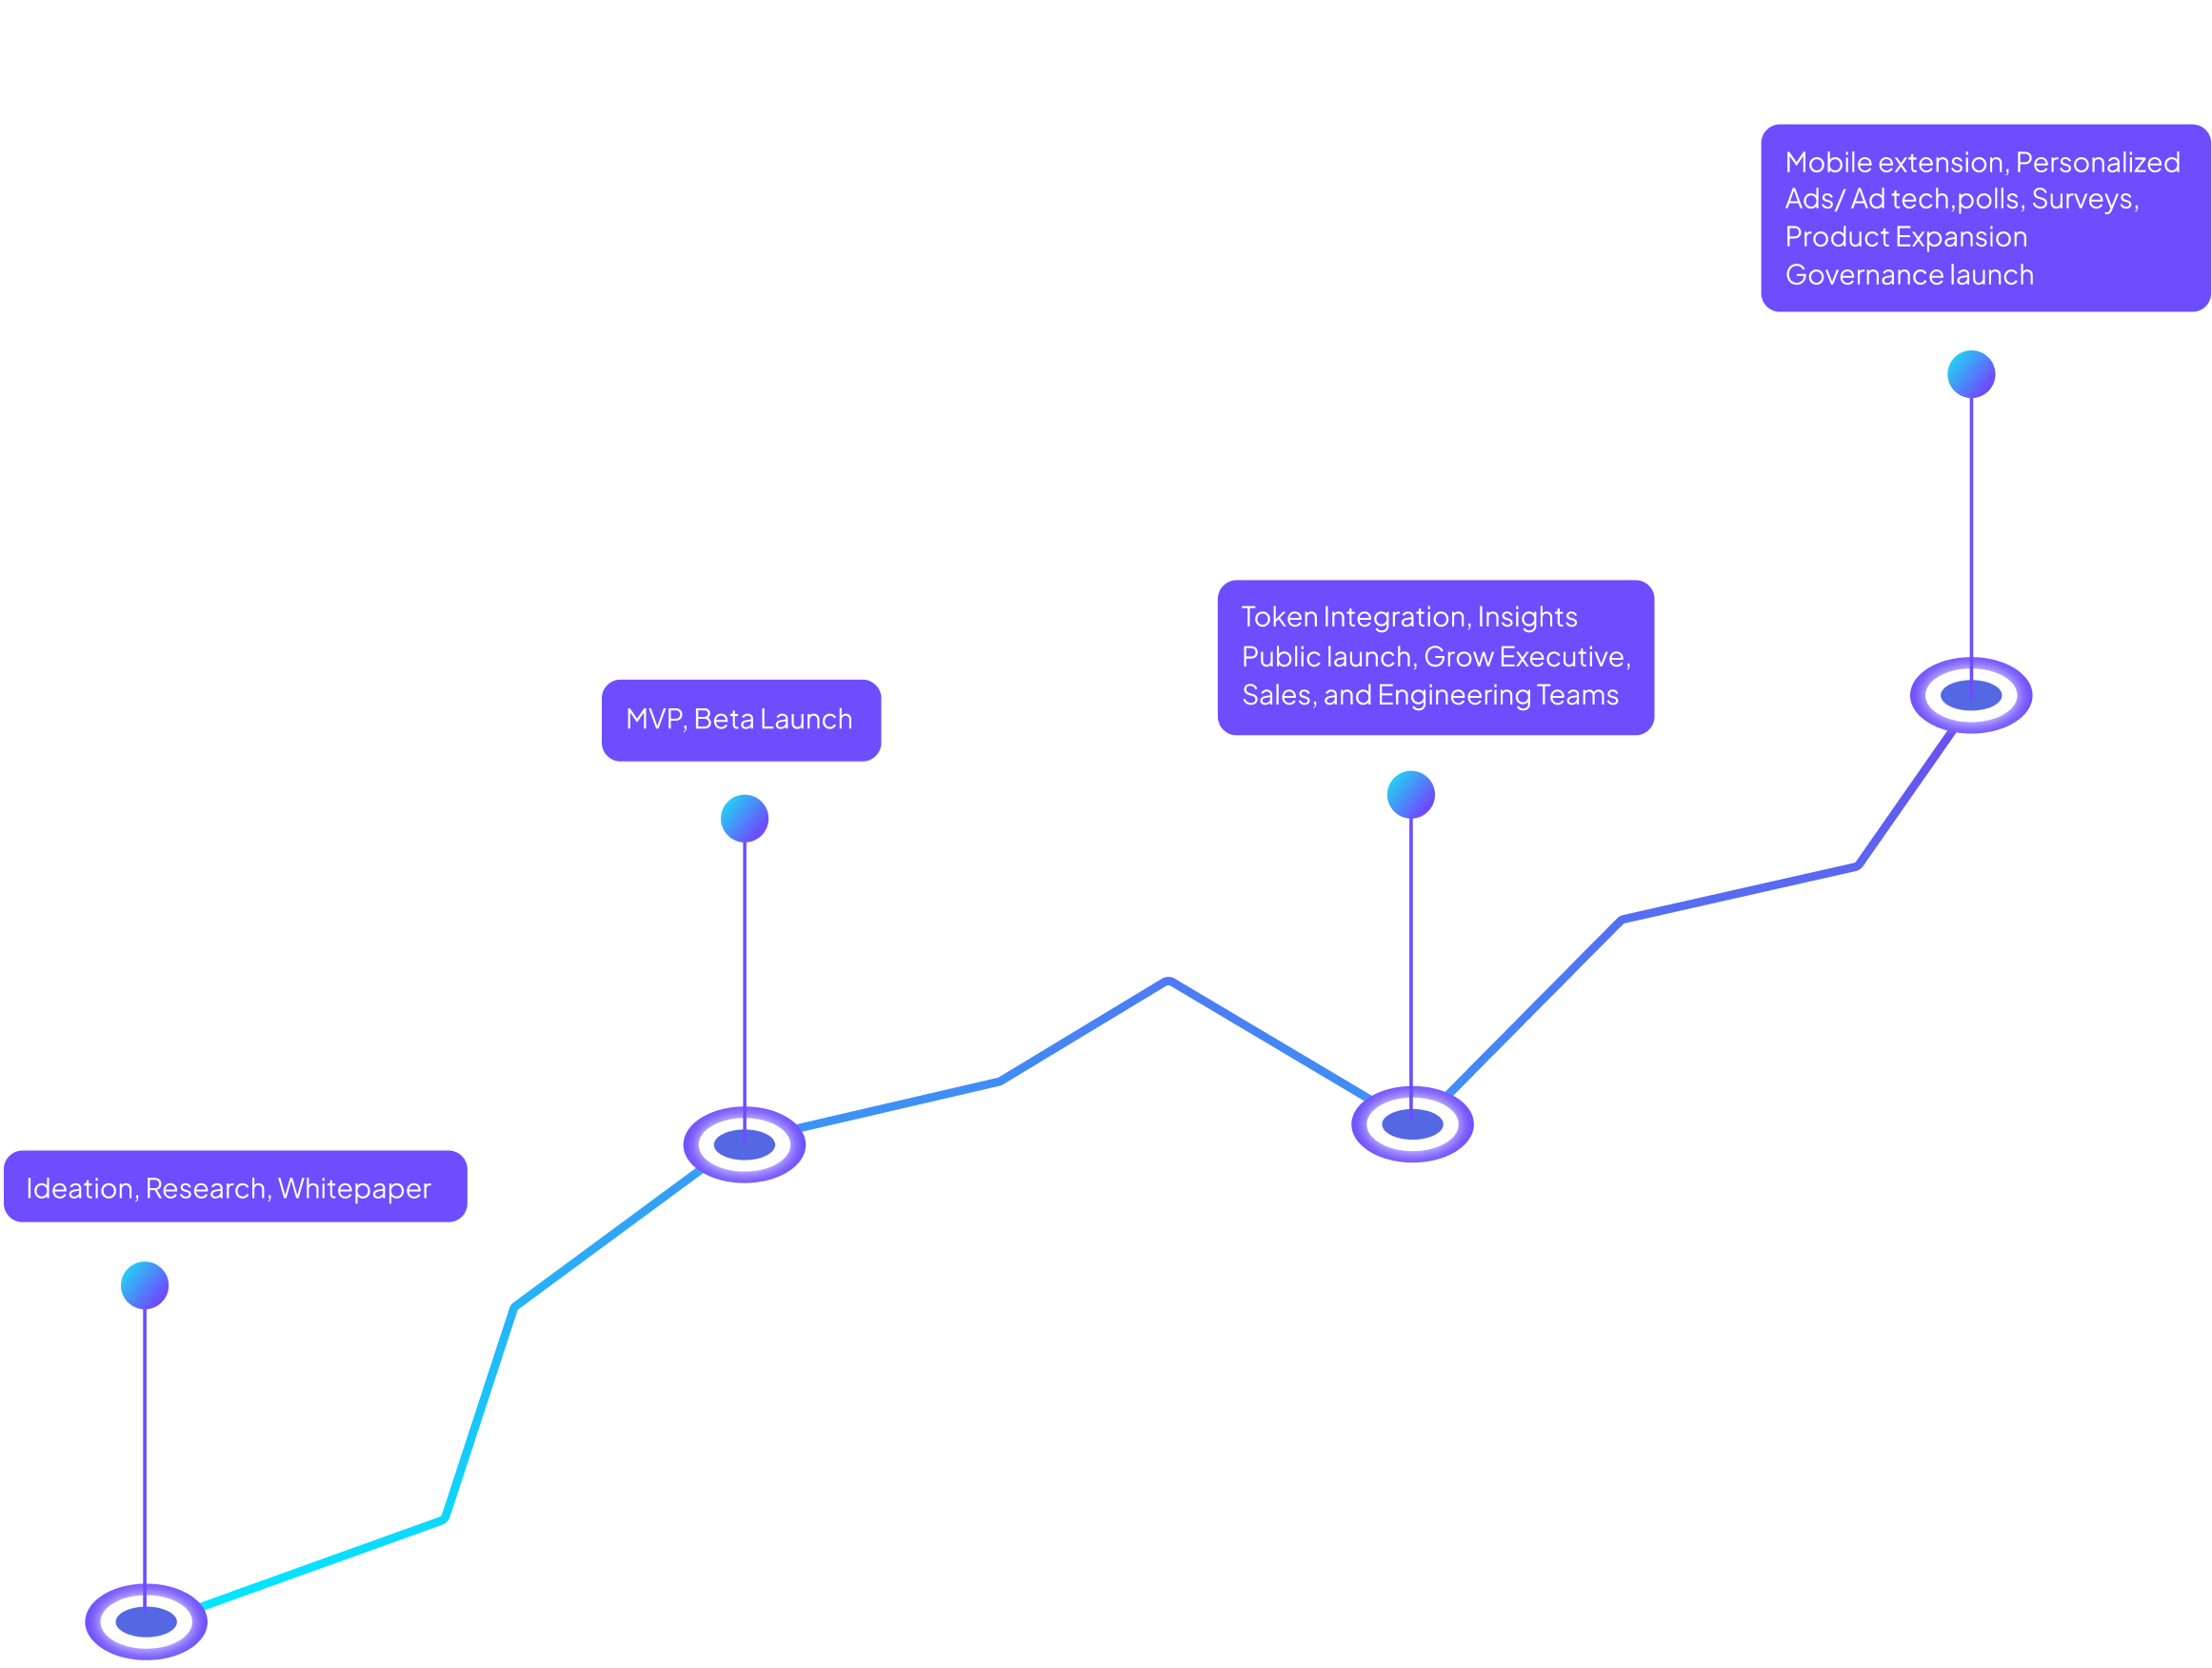 Mobile extension, Personalized
Ads/Ad tech,polls, Surveys,
Product Expansion
Governance launch
Token Integration, Insights
Public launch, Grow Executive,
Sales, and Engineering Teams
MVP, Beta Launch
Ideation, Research, Whitepaper